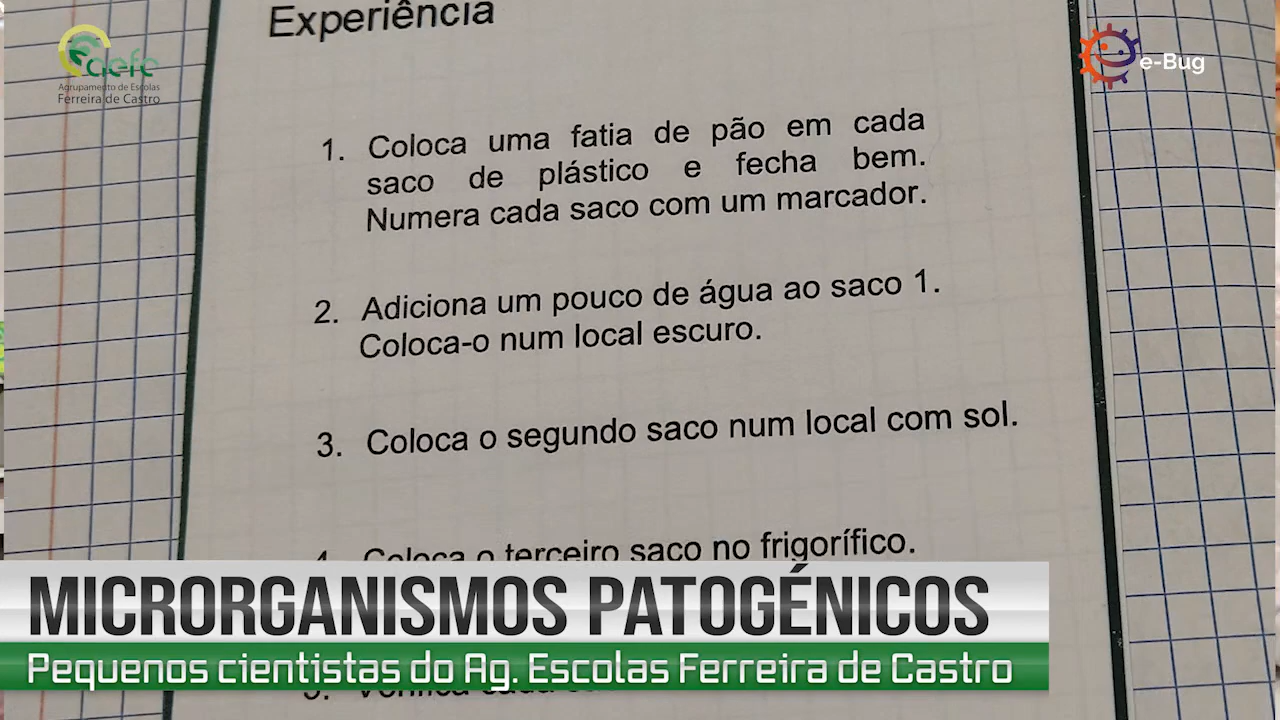 Experiência
aefc
Agrupamento de Escolas
Ferreira de Castro
e-Bug
1. Coloca uma fatia de pão em cada
saco de plástico e fecha bem.
Numera cada saco com um marcador.
2. Adiciona um pouco de água ao saco 1.
Coloca-o num local escuro.
3. Coloca o segundo saco num local com sol.
4. Coloca o terceiro saco no frigorífico.
MICRORGANISMOS PATOGÉNICOS
Pequenos cientistas do Ag. Escolas Ferreira de Castro